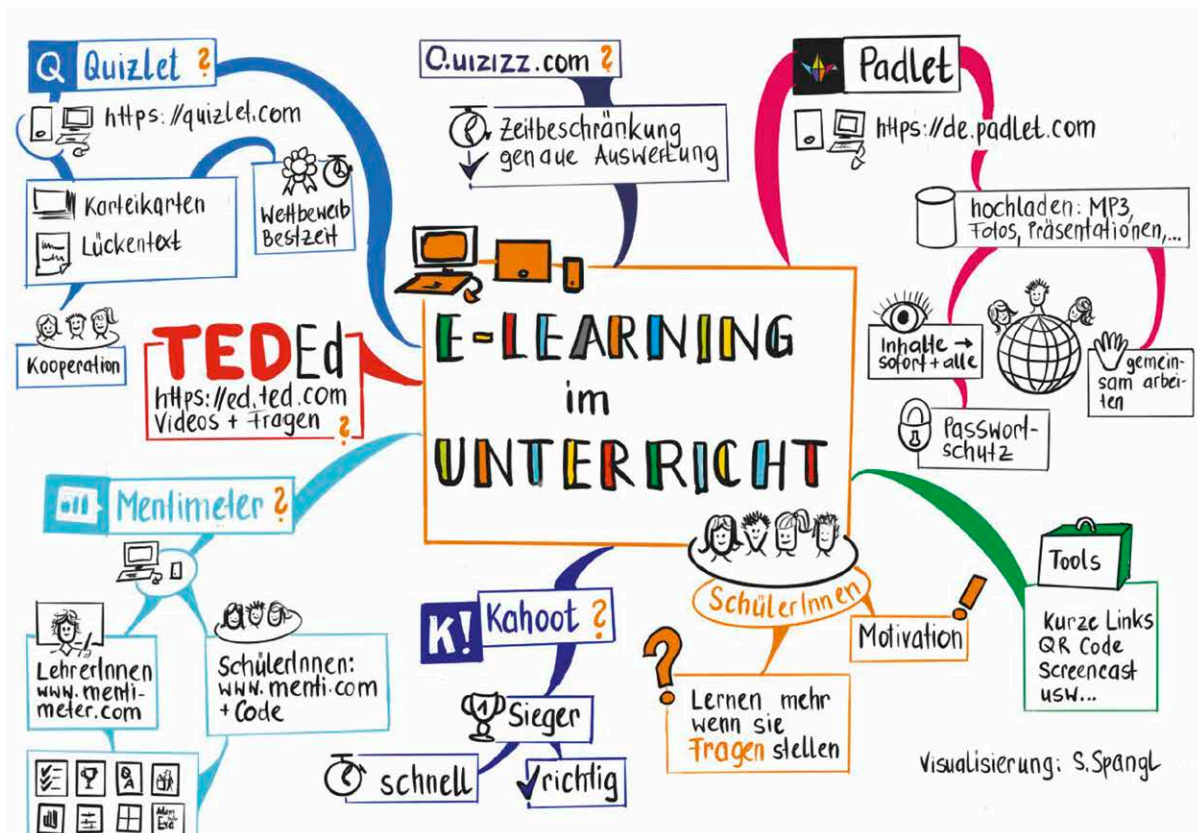 Q Quizlet ?
https://quizlet.com
Karteikarten
Lückentext
Wettbewerb
Bestzeit
Kooperation
Quizizz.com ?
Zeitbeschränkung
genaue Auswertung
Padlet
https://de.padlet.com
hochladen: MP3,
Fotos, Präsentationen,...
Inhalte →
sofort + alle
gemein-
sam arbei-
ten
Passwort-
schutz
TEDEd
https://ed.ted.com
Videos + Fragen
?
E-LEARNING
im
UNTERRICHT
Mentimeter ?
LehrerInnen
www.menti-
meter.com
SchülerInnen:
www.menti.com
+ Code
K! Kahoot ?
1 Sieger
schnell
richtig
SchülerInnen
Motivation !
?
Lernen mehr
wenn sie
Fragen stellen
Tools
Kurze Links
QR Code
Screencast
usw...
Visualisierung: S.Spangl